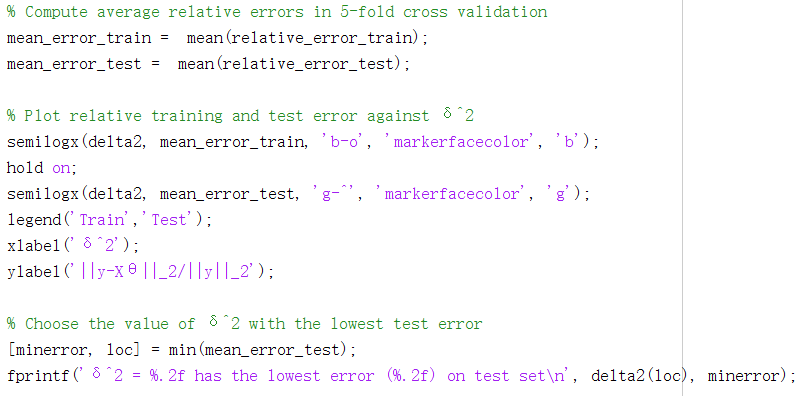 % Compute average relative errors in 5-fold cross validation
mean_error_train =  mean(relative_error_train);
mean_error_test =  mean(relative_error_test);
% Plot relative training and test error against δ^2
semilogx(delta2, mean_error_train, 'b-o', 'markerfacecolor', 'b');
hold on;
semilogx(delta2, mean_error_test, 'g-^', 'markerfacecolor', 'g');
legend('Train','Test');
xlabel('δ^2');
ylabel('||y-Xθ||_2/||y||_2');
% Choose the value of δ^2 with the lowest test error
[minerror, loc] = min(mean_error_test);
fprintf('δ^2 = %.2f has the lowest error (%.2f) on test set\n', delta2(loc), minerror);